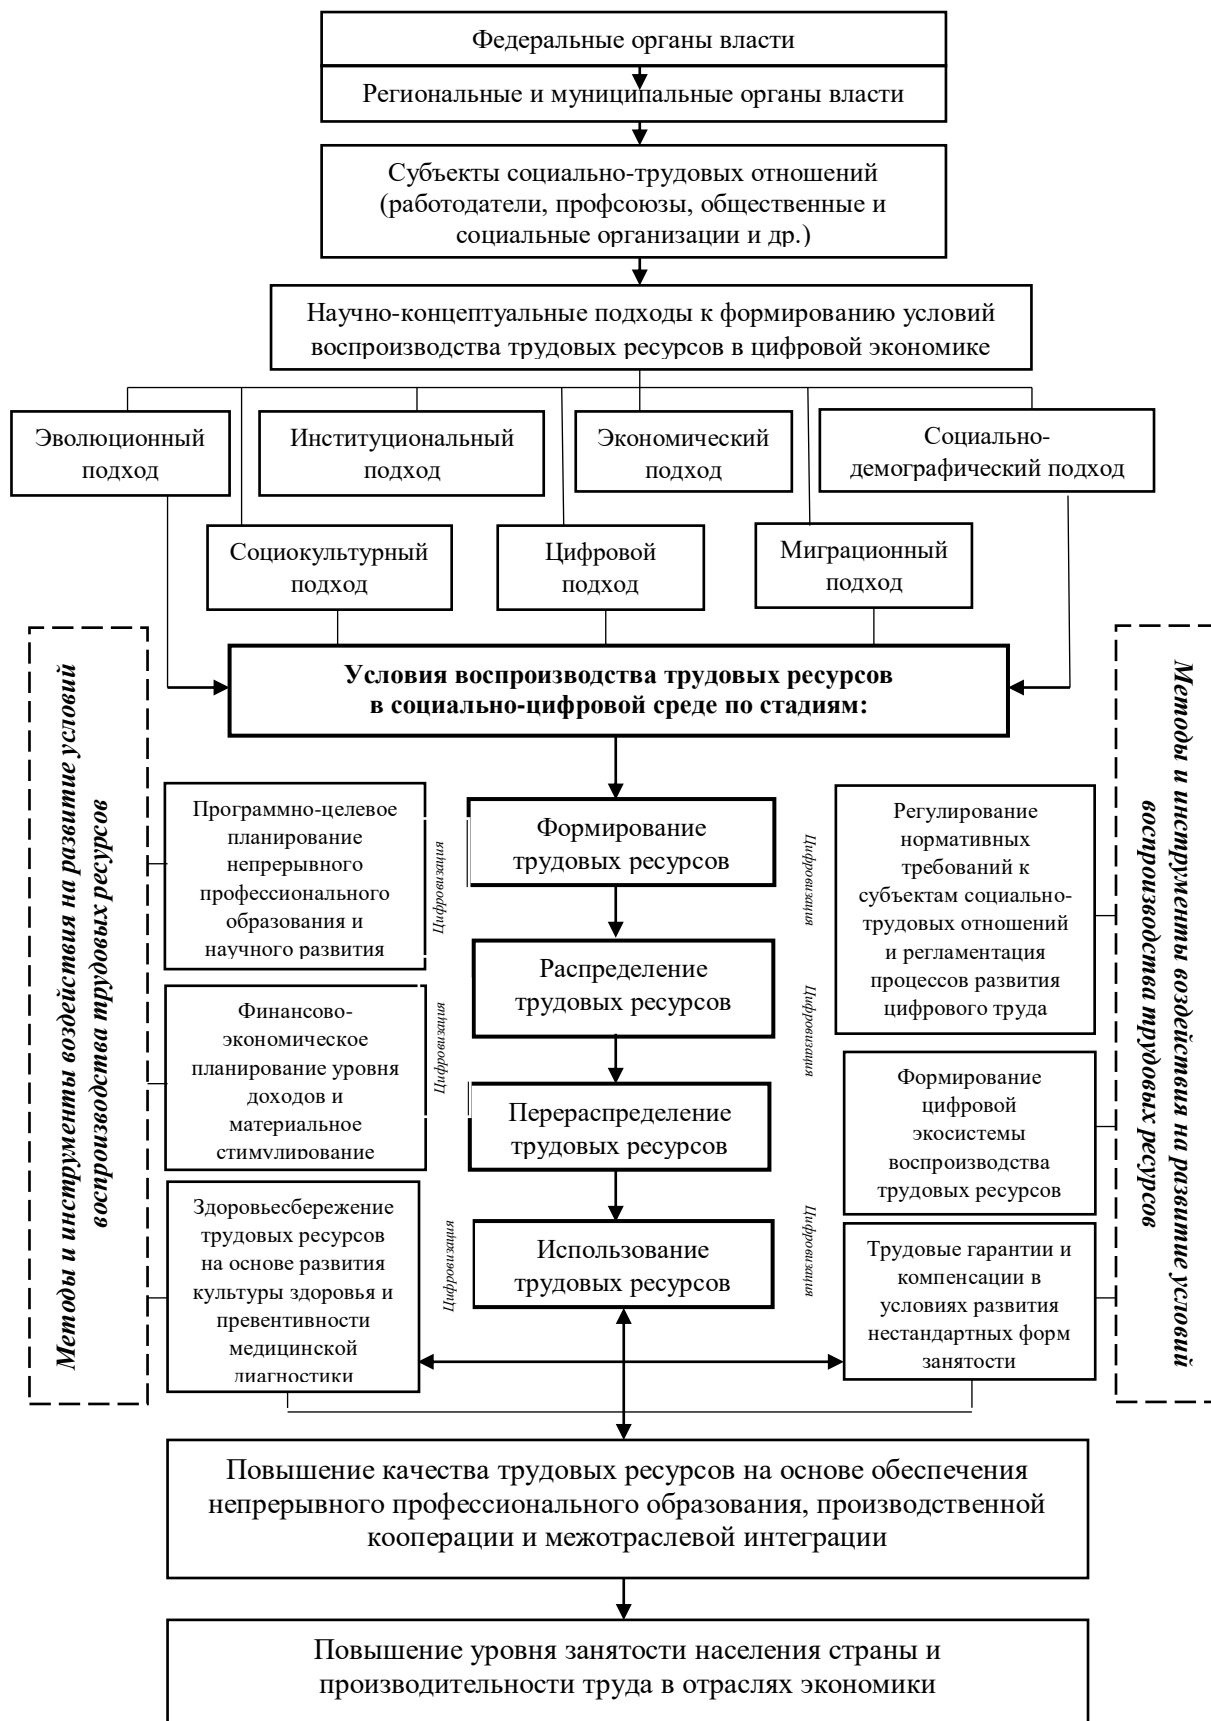 Федеральные органы власти
Региональные и муниципальные органы власти
Субъекты социально-трудовых отношений
(работодатели, профсоюзы, общественные и
социальные организации и др.)
Научно-концептуальные подходы к формированию условий
воспроизводства трудовых ресурсов в цифровой экономике
Эволюционный
подход
Институциональный
подход
Экономический
подход
Социально-
демографический подход
Социокультурный
подход
Цифровой
подход
Миграционный
подход
Условия воспроизводства трудовых ресурсов
в социально-цифровой среде по стадиям:
Методы и инструменты воздействия на развитие условий
воспроизводства трудовых ресурсов
Программно-целевое
планирование
непрерывного
профессионального
образования и
научного развития
Финансово-
экономическое
планирование уровня
доходов и
материальное
стимулирование
Здоровьесбережение
трудовых ресурсов
на основе развития
культуры здоровья и
превентивности
медицинской
диагностики
Цифровизация
Цифровизация
Цифровизация
Формирование
трудовых ресурсов
Распределение
трудовых ресурсов
Перераспределение
трудовых ресурсов
Использование
трудовых ресурсов
Цифровизация
Цифровизация
Цифровизация
Регулирование
нормативных
требований к
субъектам социально-
трудовых отношений
и регламентация
процессов развития
цифрового труда
Формирование
цифровой
экосистемы
воспроизводства
трудовых ресурсов
Трудовые гарантии и
компенсации в
условиях развития
нестандартных форм
занятости
Методы и инструменты воздействия на развитие условий
воспроизводства трудовых ресурсов
Повышение качества трудовых ресурсов на основе обеспечения
непрерывного профессионального образования, производственной
кооперации и межотраслевой интеграции
Повышение уровня занятости населения страны и
производительности труда в отраслях экономики